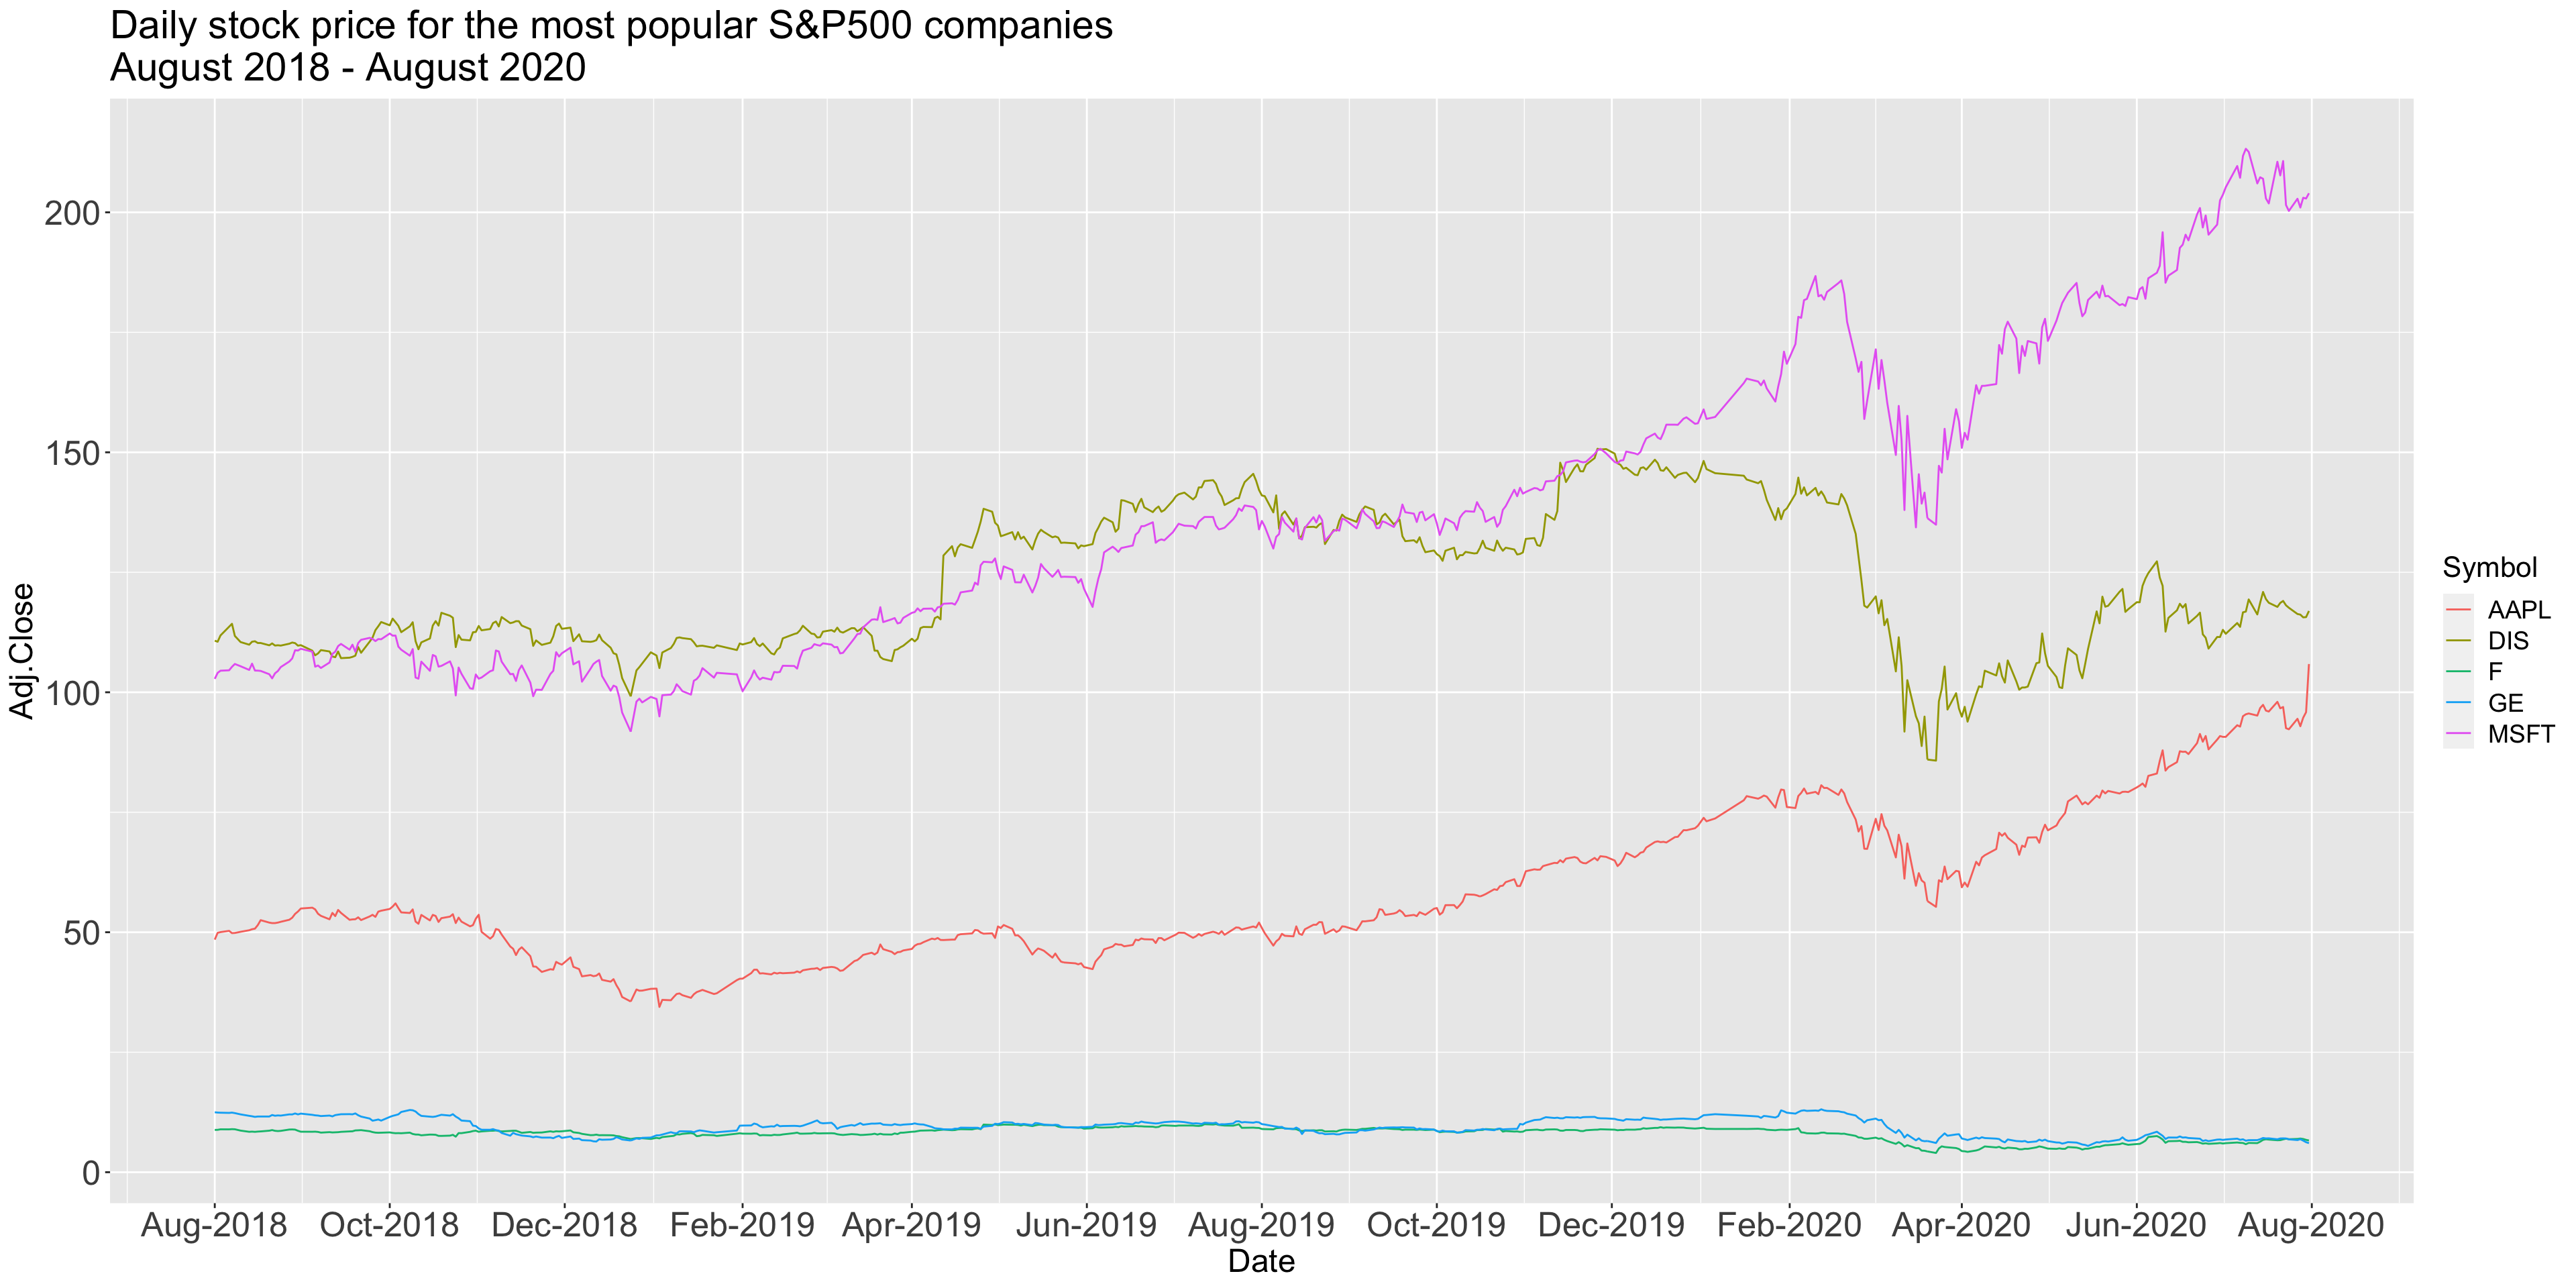 Daily stock price for the most popular S&P500 companies
August 2018 - August 2020
Adj.Close
200
150
100
50
0
Aug-2018 Oct-2018 Dec-2018 Feb-2019 Apr-2019 Jun-2019 Aug-2019 Oct-2019 Dec-2019 Feb-2020 Apr-2020 Jun-2020 Aug-2020
Date
Symbol
AAPL
DIS
F
GE
MSFT